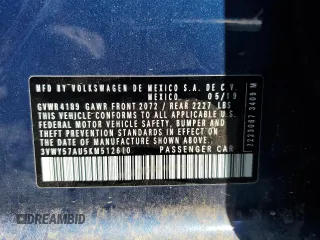 MFD BY VOLKSWAGEN DE MEXICO S.A. DE C.V.
MEXICO. 05/19
GVWR4189 GAWR FRONT 2072 / REAR 2227 LBS
THIS VEHICLE CONFORMS TO ALL APPLICABLE U.S.
FEDERAL MOTOR VEHICLE SAFETY, BUMPER AND
THEFT PREVENTION STANDARDS IN EFFECT ON
THE DATE OF MANUFACTURE SHOWN ABOVE.
3VWY57AU5KM512610 PASSENGER CAR
DREAMBID